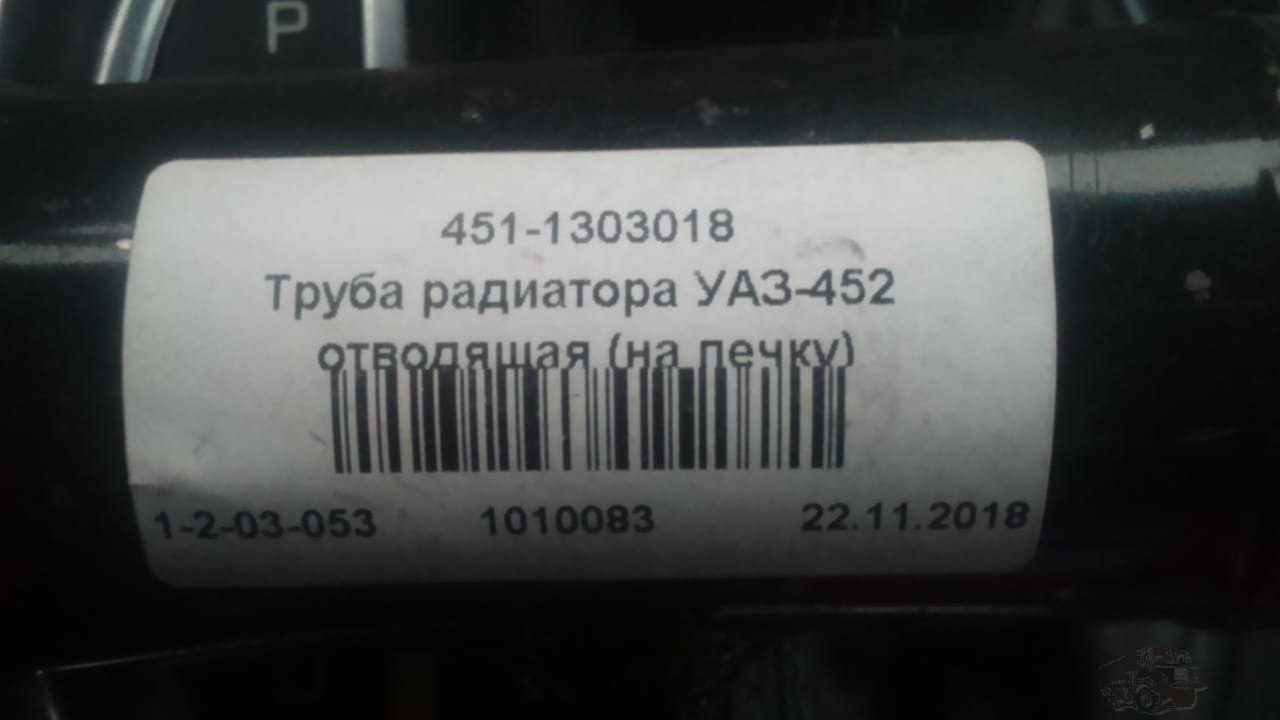 P
451-1303018
Труба радиатора УАЗ-452
отводящая (на печку)
1-2-03-053 1010083 22.11.2018